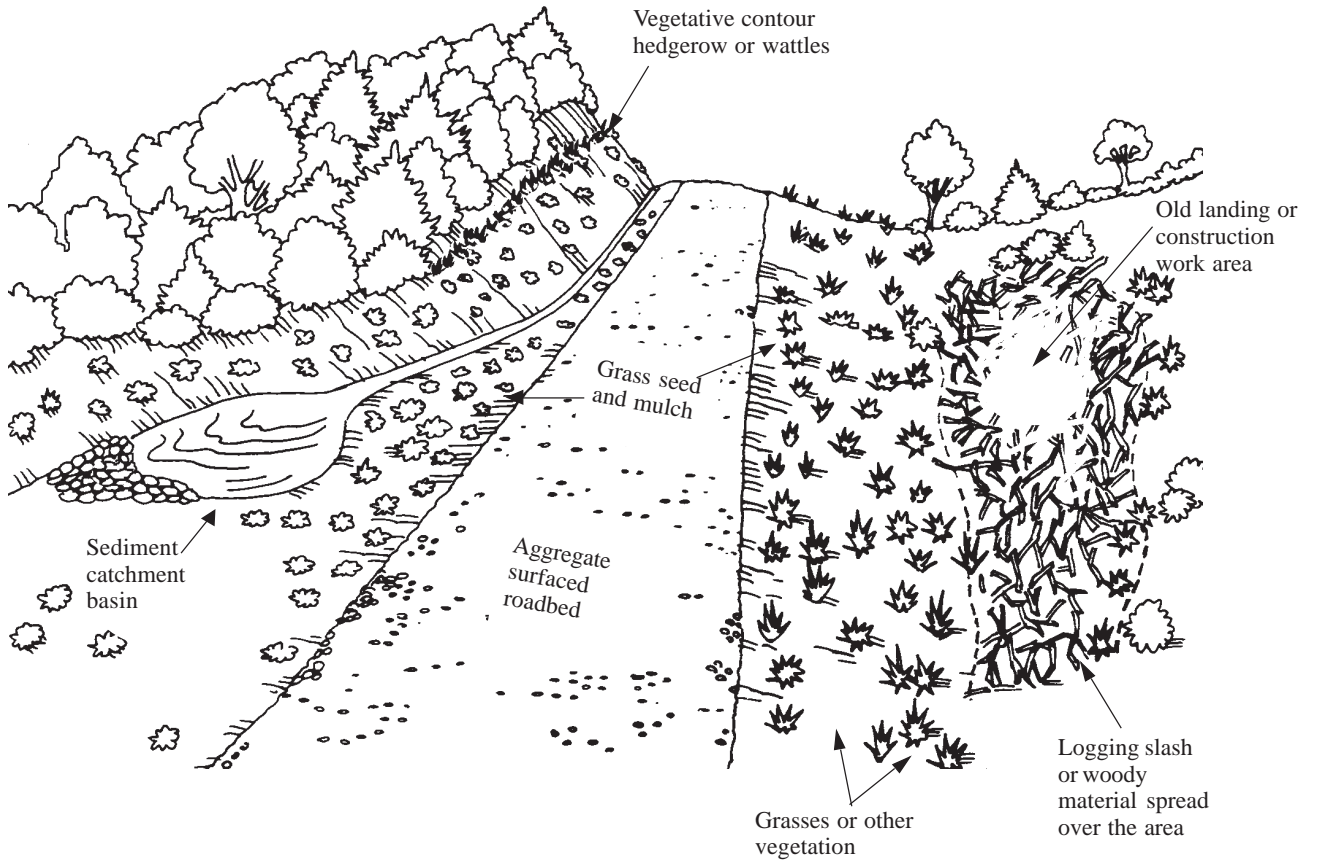 Vegetative contour
hedgerow or wattles
Old landing or
construction
work area
Grass seed
and mulch
Sediment
catchment
basin
Aggregate
surfaced
roadbed
Logging slash
or woody
material spread
over the area
Grasses or other
vegetation